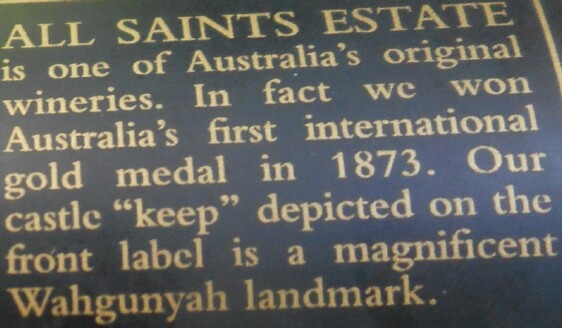 ALL SAINTS ESTATE
is one of Australia's original
wineries. In fact we won
Australia's first international
gold medal in 1873. Our
castle "keep" depicted on the
front label is a magnificent
Wahgunyah landmark.